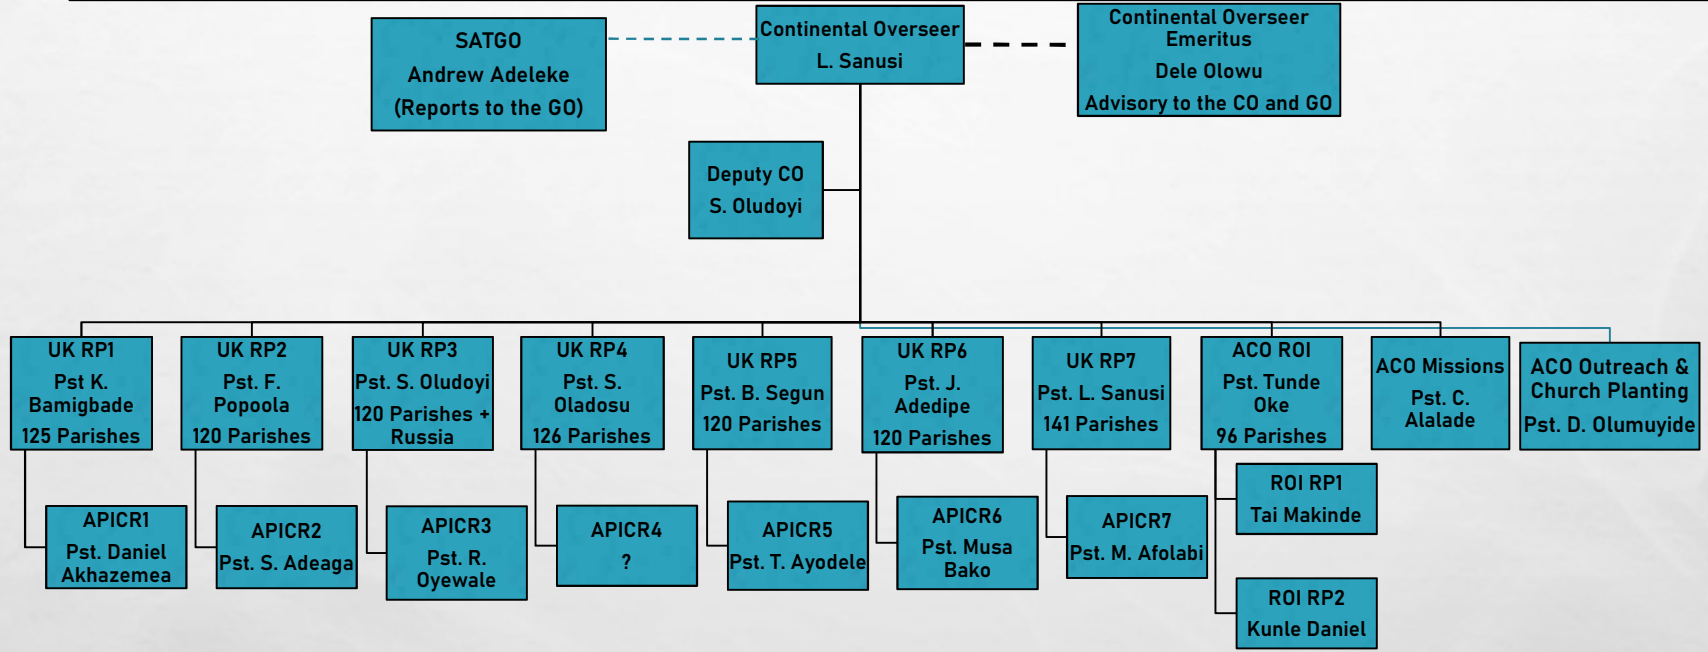 SATGO
Andrew Adeleke
(Reports to the GO)
Continental Overseer
L. Sanusi
Continental Overseer
Emeritus
Dele Olowu
Advisory to the CO and GO
Deputy CO
S. Oludoyi
UK RP1
Pst K.
Bamigbade
125 Parishes
UK RP2
Pst. F.
Popoola
120 Parishes
UK RP3
Pst. S. Oludoyi
120 Parishes +
Russia
UK RP4
Pst. S.
Oladosu
126 Parishes
UK RP5
Pst. B. Segun
120 Parishes
UK RP6
Pst. J.
Adedipe
120 Parishes
UK RP7
Pst. L. Sanusi
141 Parishes
ACO ROI
Pst. Tunde
Oke
96 Parishes
ACO Missions
Pst. C.
Alalade
ACO Outreach &
Church Planting
Pst. D. Olumuyide
APICR1
Pst. Daniel
Akhazemea
APICR2
Pst. S. Adeaga
APICR3
Pst. R.
Oyewale
APICR4
?
APICR5
Pst. T. Ayodele
APICR6
Pst. Musa
Bako
APICR7
Pst. M. Afolabi
ROI RP1
Tai Makinde
ROI RP2
Kunle Daniel